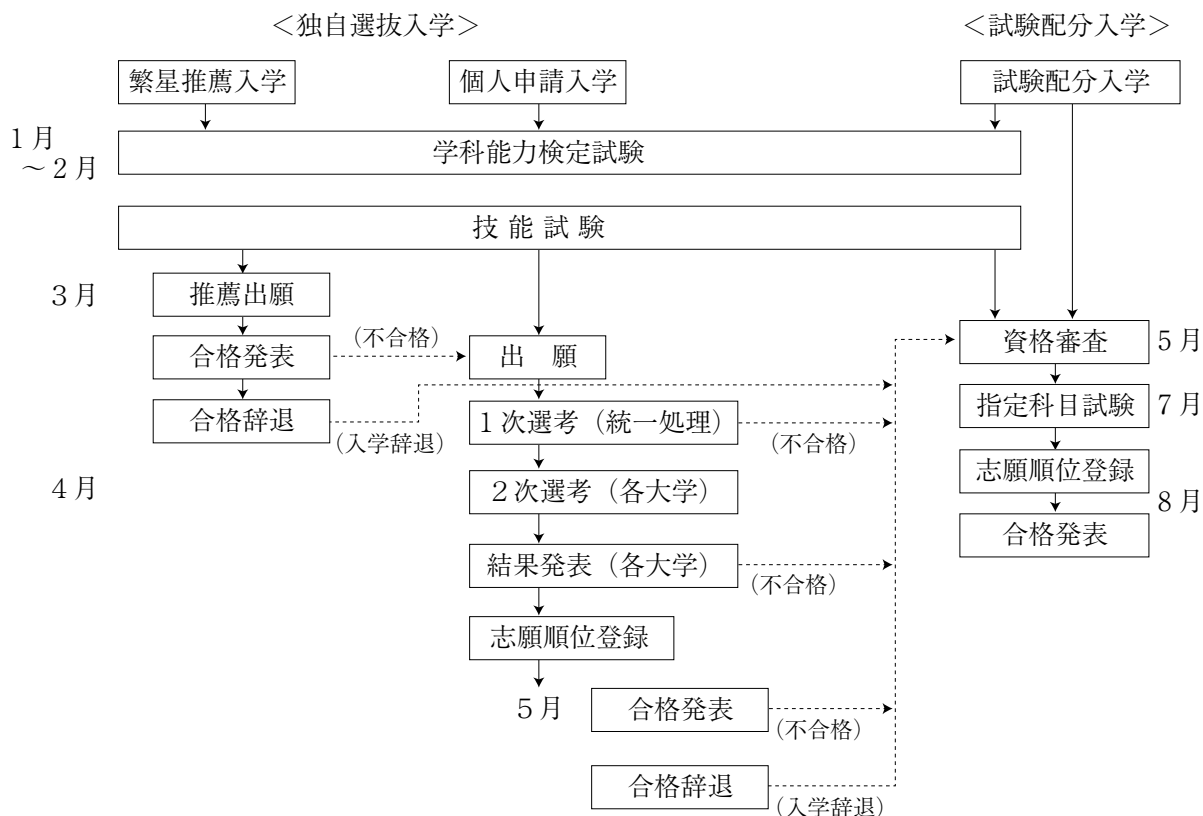 <独自選抜入学>
<試験配分入学>
繁星推薦入学
個人申請入学
試験配分入学
1月
～2月
学科能力検定試験
技能試験
3月
推薦出願
合格発表
(不合格)
出　願
資格審査
5月
合格辞退
(入学辞退)
1次選考(統一処理)
(不合格)
指定科目試験
7月
4月
2次選考(各大学)
志願順位登録
8月
合格発表
結果発表(各大学)
(不合格)
志願順位登録
5月
合格発表
(不合格)
合格辞退
(入学辞退)